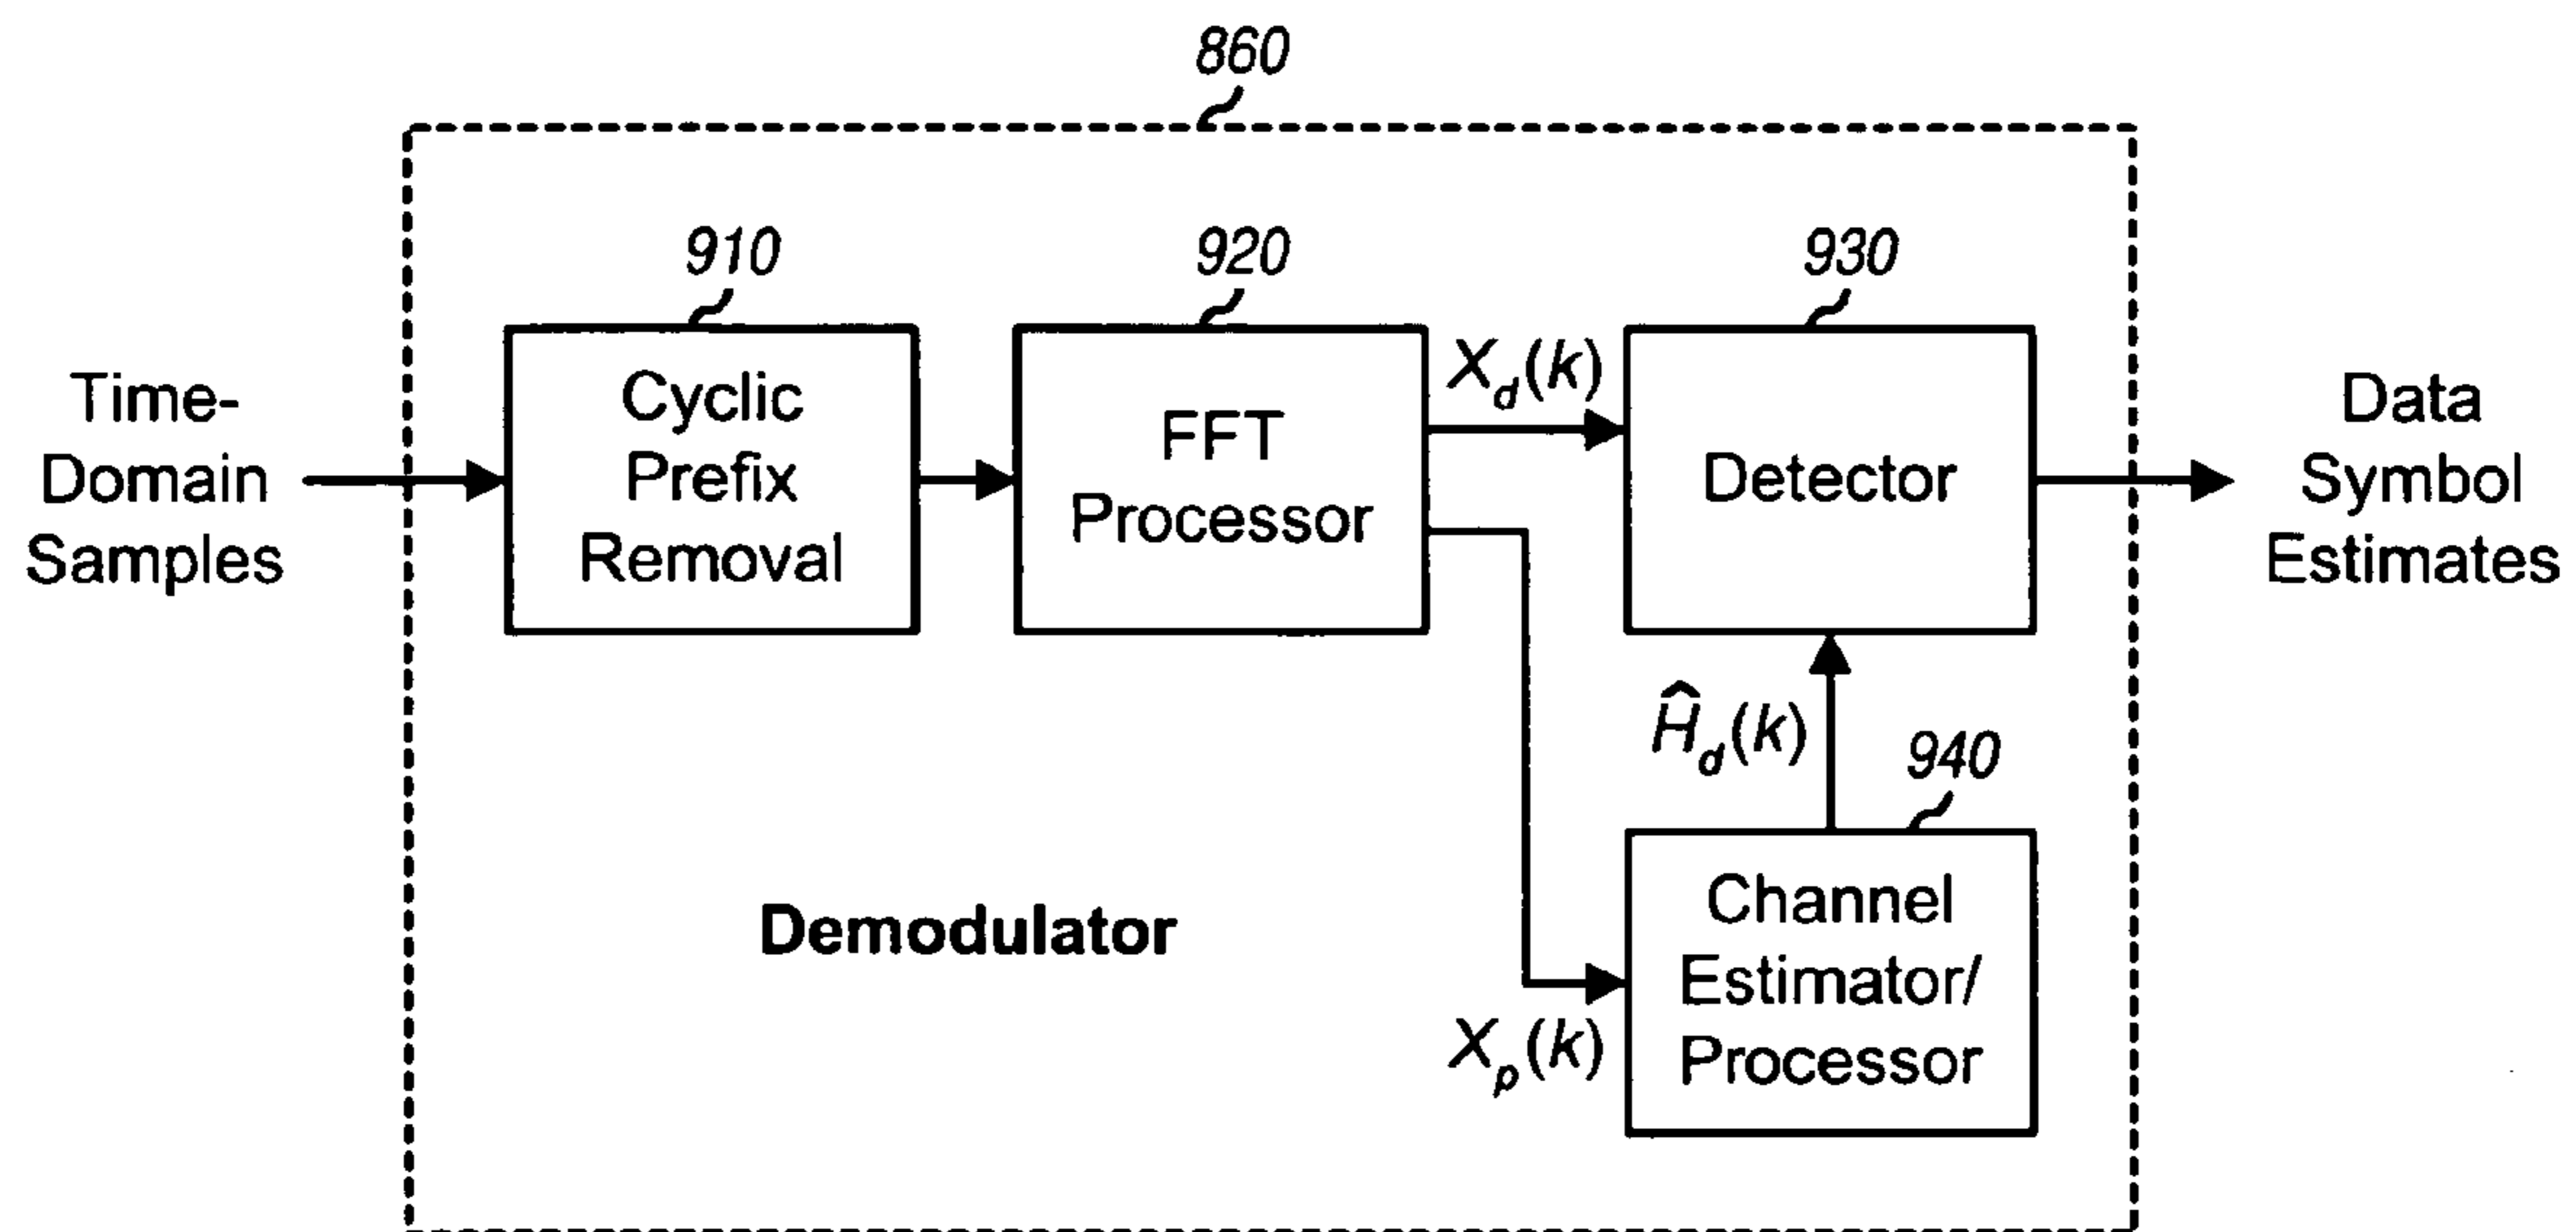 860
910
920
930
Time-
Domain
Samples
Cyclic
Prefix
Removal
FFT
Processor
X_d(k)
Detector
Data
Symbol
Estimates
Ĥ_d(k)
940
Demodulator
X_p(k)
Channel
Estimator/
Processor